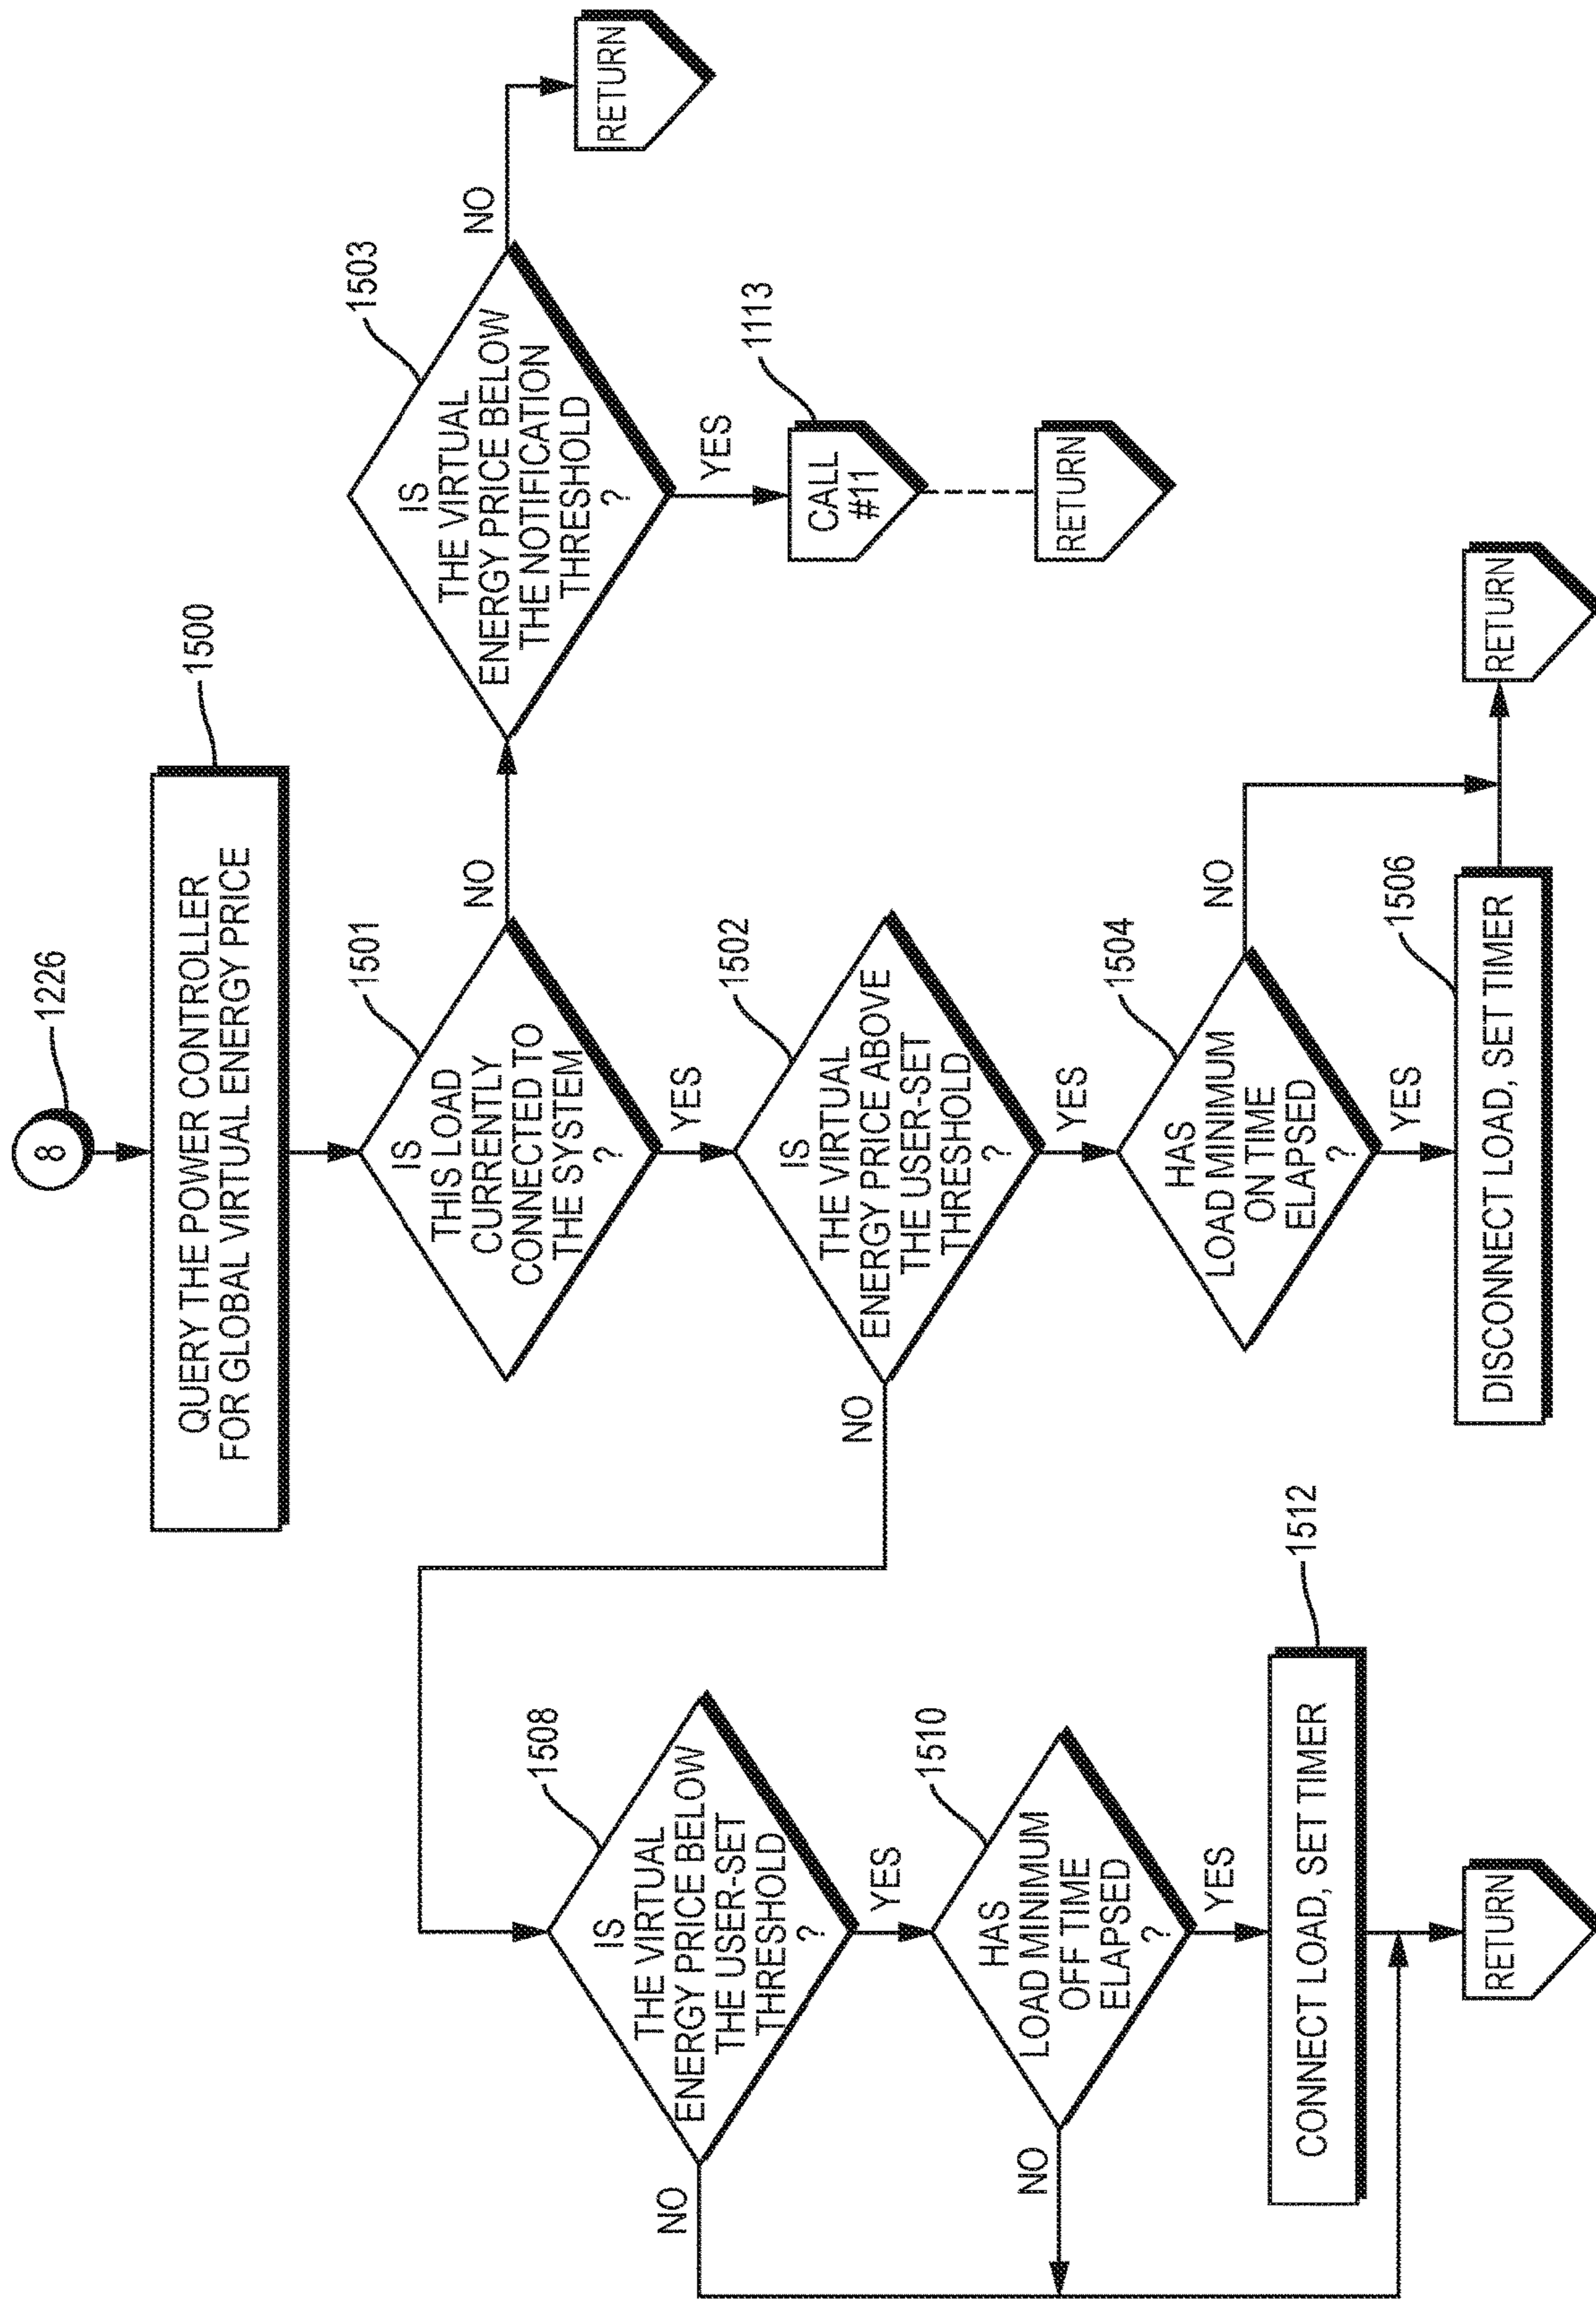 8
1226
QUERY THE POWER CONTROLLER
FOR GLOBAL VIRTUAL ENERGY PRICE
1500
IS
THIS LOAD
CURRENTLY
CONNECTED TO
THE SYSTEM
?
1501
NO
YES
IS
THE VIRTUAL
ENERGY PRICE BELOW
THE NOTIFICATION
THRESHOLD
?
1503
NO
RETURN
YES
CALL
#11
1113
RETURN
IS
THE VIRTUAL
ENERGY PRICE ABOVE
THE USER-SET
THRESHOLD
?
1502
NO
YES
HAS
LOAD MINIMUM
ON TIME
ELAPSED
?
1504
NO
YES
DISCONNECT LOAD, SET TIMER
1506
RETURN
IS
THE VIRTUAL
ENERGY PRICE BELOW
THE USER-SET
THRESHOLD
?
1508
NO
YES
HAS
LOAD MINIMUM
OFF TIME
ELAPSED
?
1510
NO
YES
CONNECT LOAD, SET TIMER
1512
RETURN